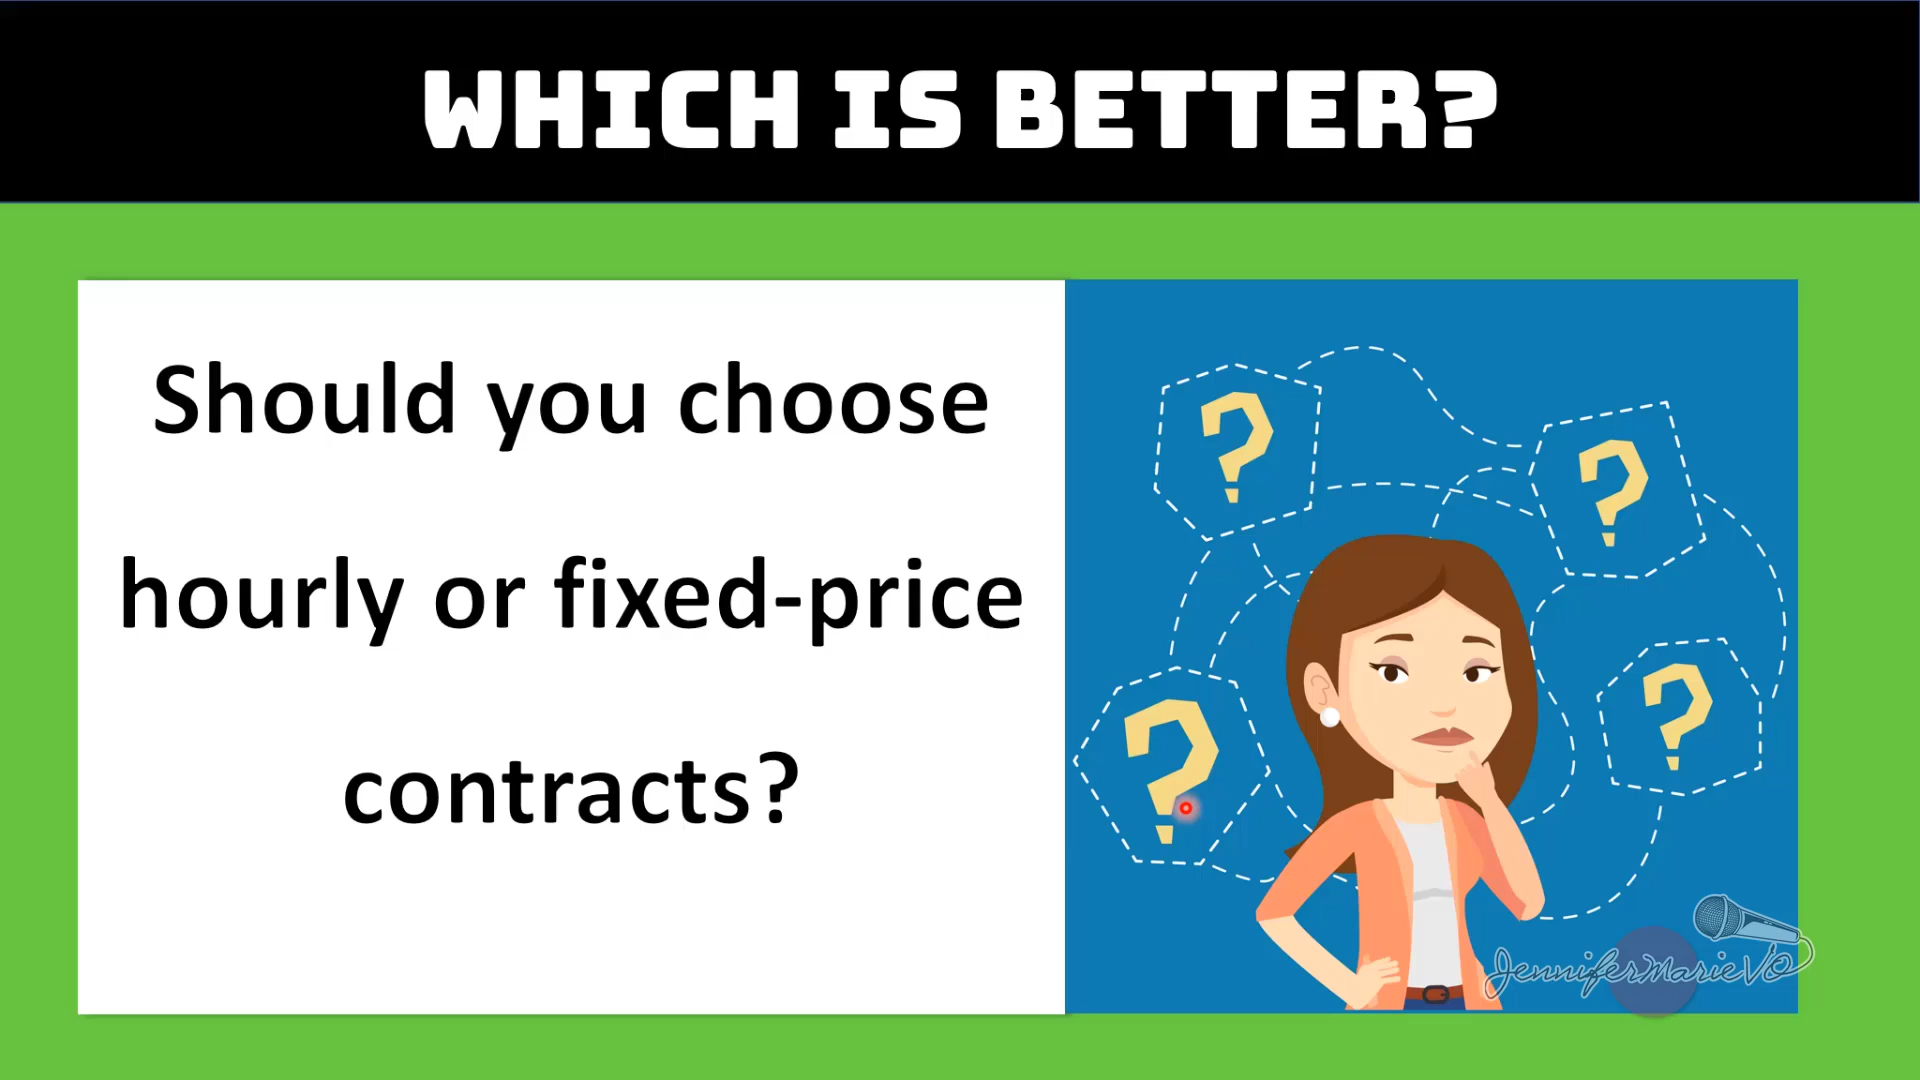 WHICH IS BETTER?
Should you choose
hourly or fixed-price
contracts?
?
?
?
?
JenniferMarieVO